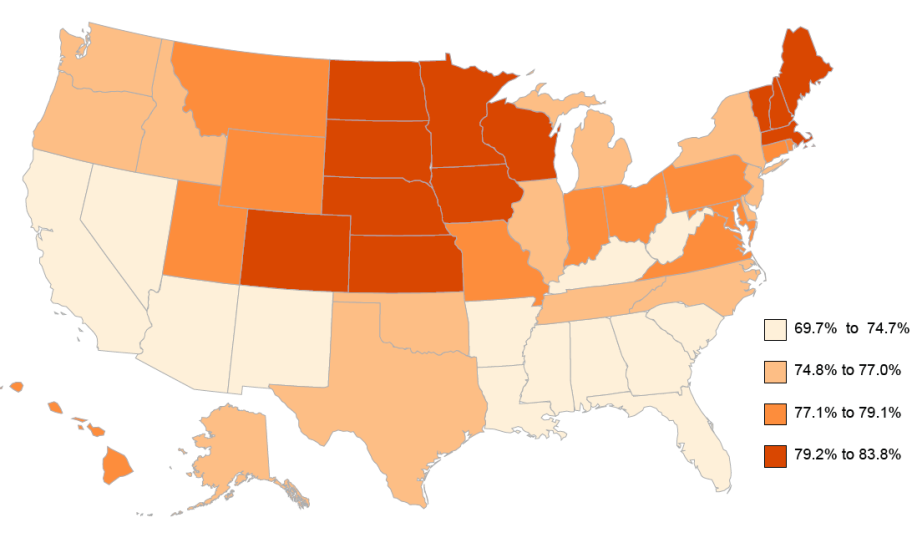 69.7% to 74.7%
74.8% to 77.0%
77.1% to 79.1%
79.2% to 83.8%